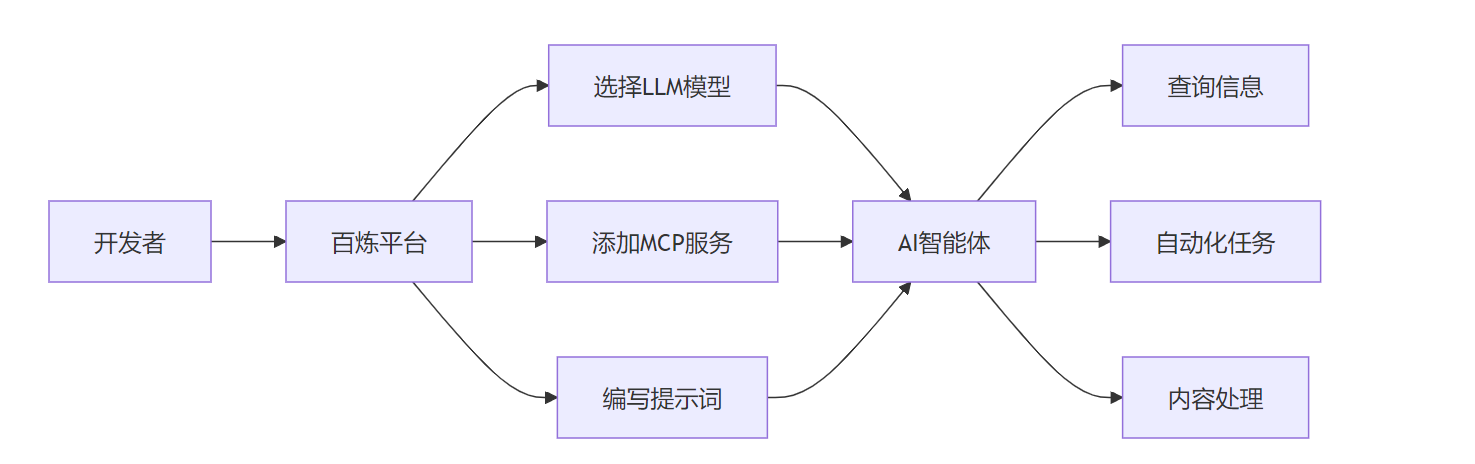 开发者
百炼平台
选择LLM模型
添加MCP服务
编写提示词
AI智能体
查询信息
自动化任务
内容处理